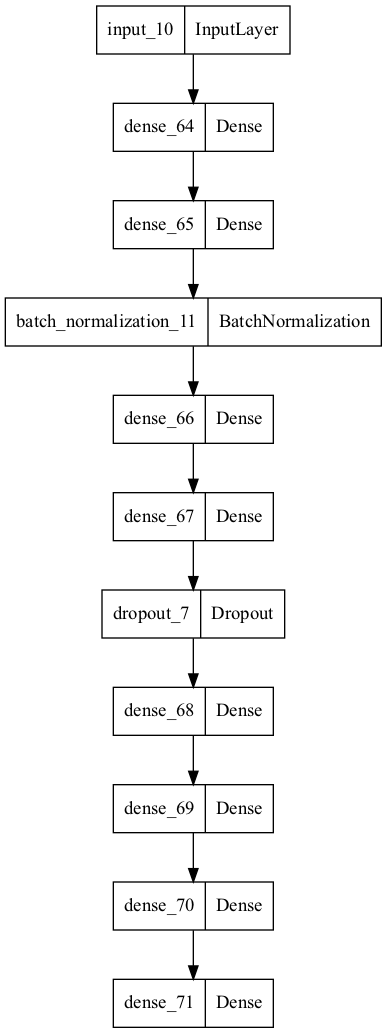 input_10 InputLayer
dense_64 Dense
dense_65 Dense
batch_normalization_11 BatchNormalization
dense_66 Dense
dense_67 Dense
dropout_7 Dropout
dense_68 Dense
dense_69 Dense
dense_70 Dense
dense_71 Dense